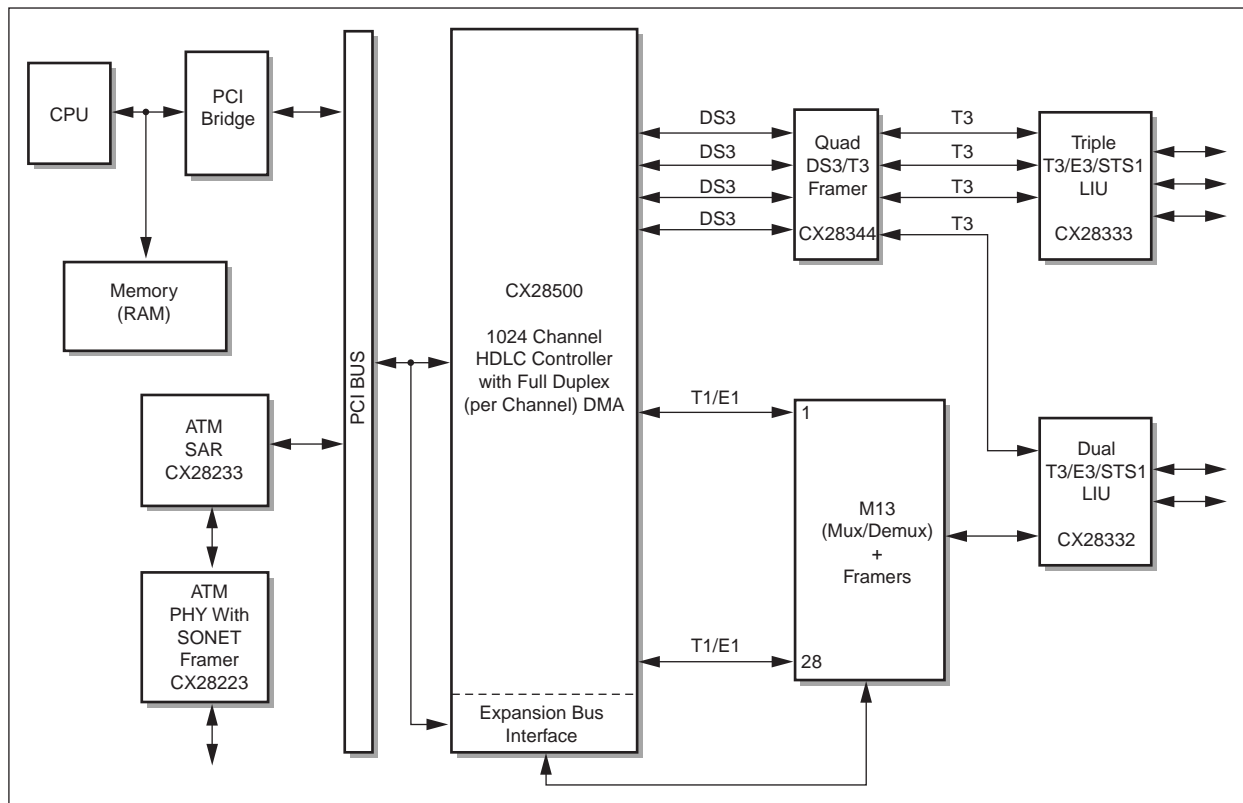 CPU
PCI
Bridge
Memory
(RAM)
ATM
SAR
CX28233
ATM
PHY With
SONET
Framer
CX28223
PCI BUS
CX28500
1024 Channel
HDLC Controller
with Full Duplex
(per Channel) DMA
Expansion Bus
Interface
DS3
DS3
DS3
DS3
Quad
DS3/T3
Framer
CX28344
T3
T3
T3
T3
Triple
T3/E3/STS1
LIU
CX28333
T1/E1
T1/E1
1
M13
(Mux/Demux)
+
Framers
28
Dual
T3/E3/STS1
LIU
CX28332